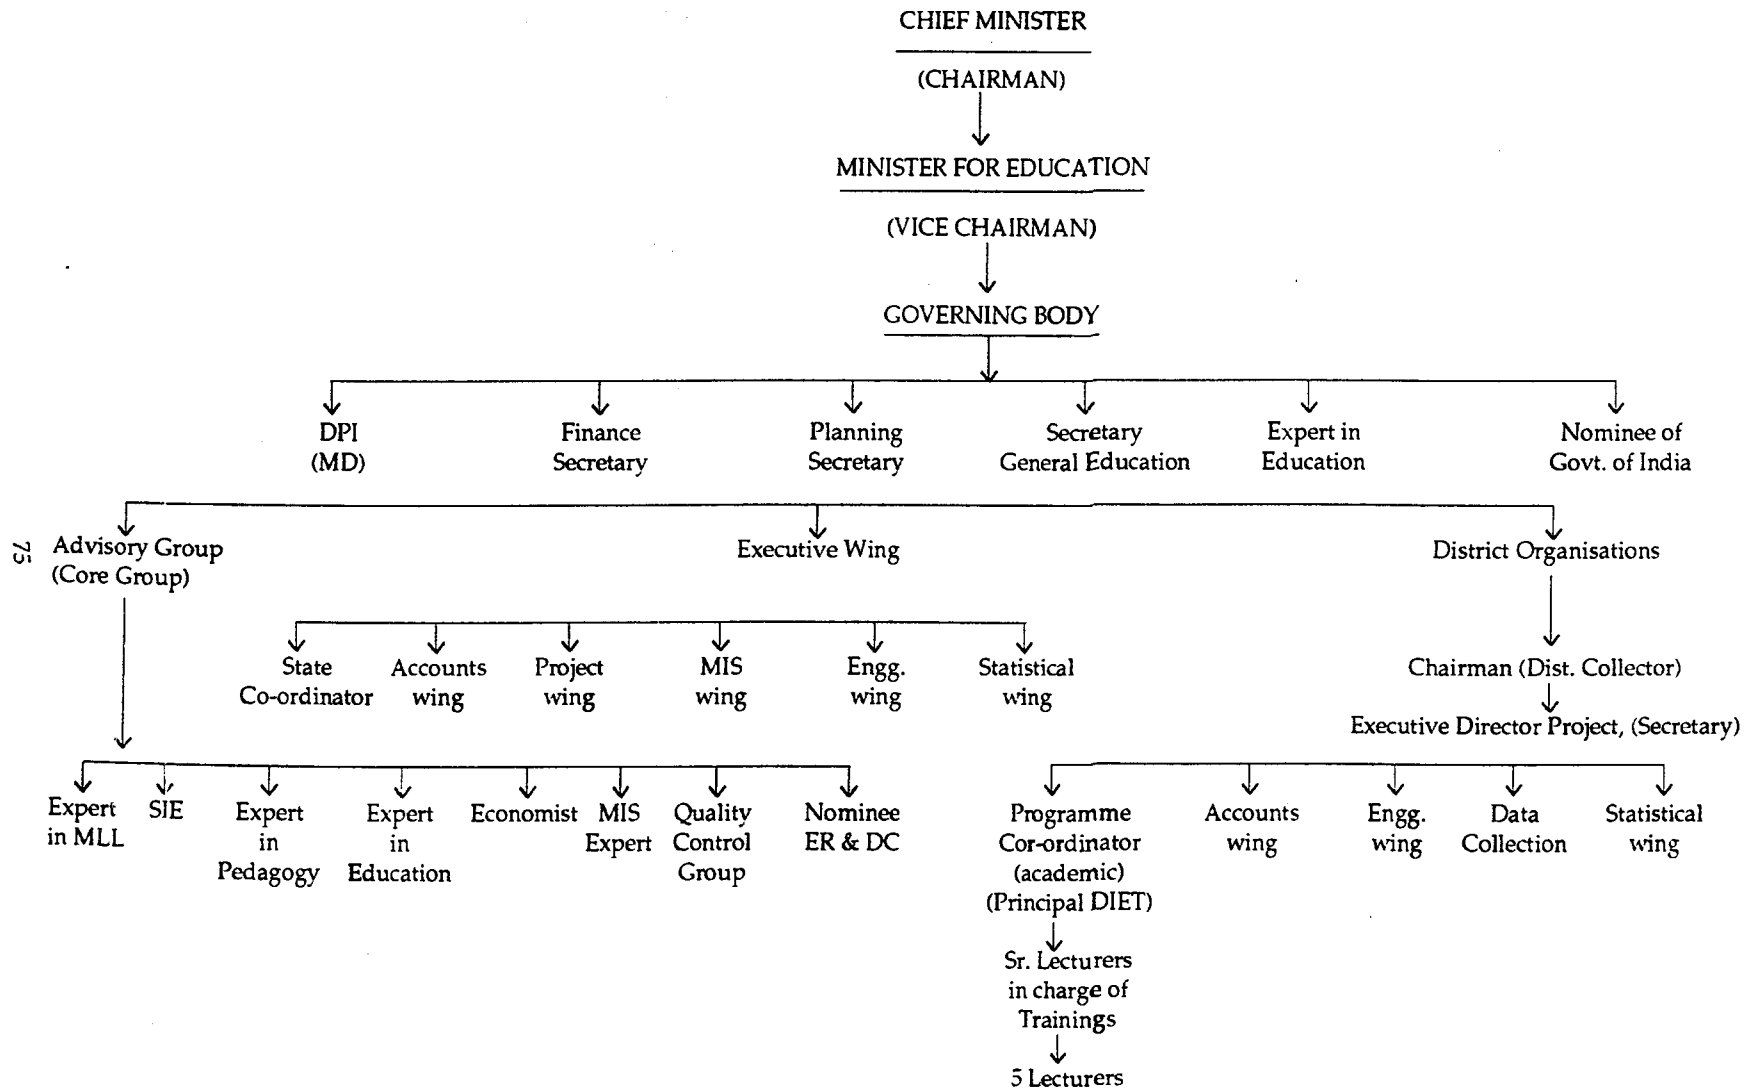 CHIEF MINISTER
(CHAIRMAN)
MINISTER FOR EDUCATION
(VICE CHAIRMAN)
GOVERNING BODY
DPI
(MD)
Finance
Secretary
Planning
Secretary
Secretary
General Education
Expert in
Education
Nominee of
Govt. of India
75
Advisory Group
(Core Group)
Executive Wing
District Organisations
State
Co-ordinator
Accounts
wing
Project
wing
MIS
wing
Engg.
wing
Statistical
wing
Chairman (Dist. Collector)
Executive Director Project, (Secretary)
Expert
in MLL
SIE
Expert
in
Pedagogy
Expert
in
Education
Economist
MIS
Expert
Quality
Control
Group
Nominee
ER & DC
Programme
Cor-ordinator
(academic)
(Principal DIET)
Accounts
wing
Engg.
wing
Data
Collection
Statistical
wing
Sr. Lecturers
in charge of
Trainings
5 Lecturers